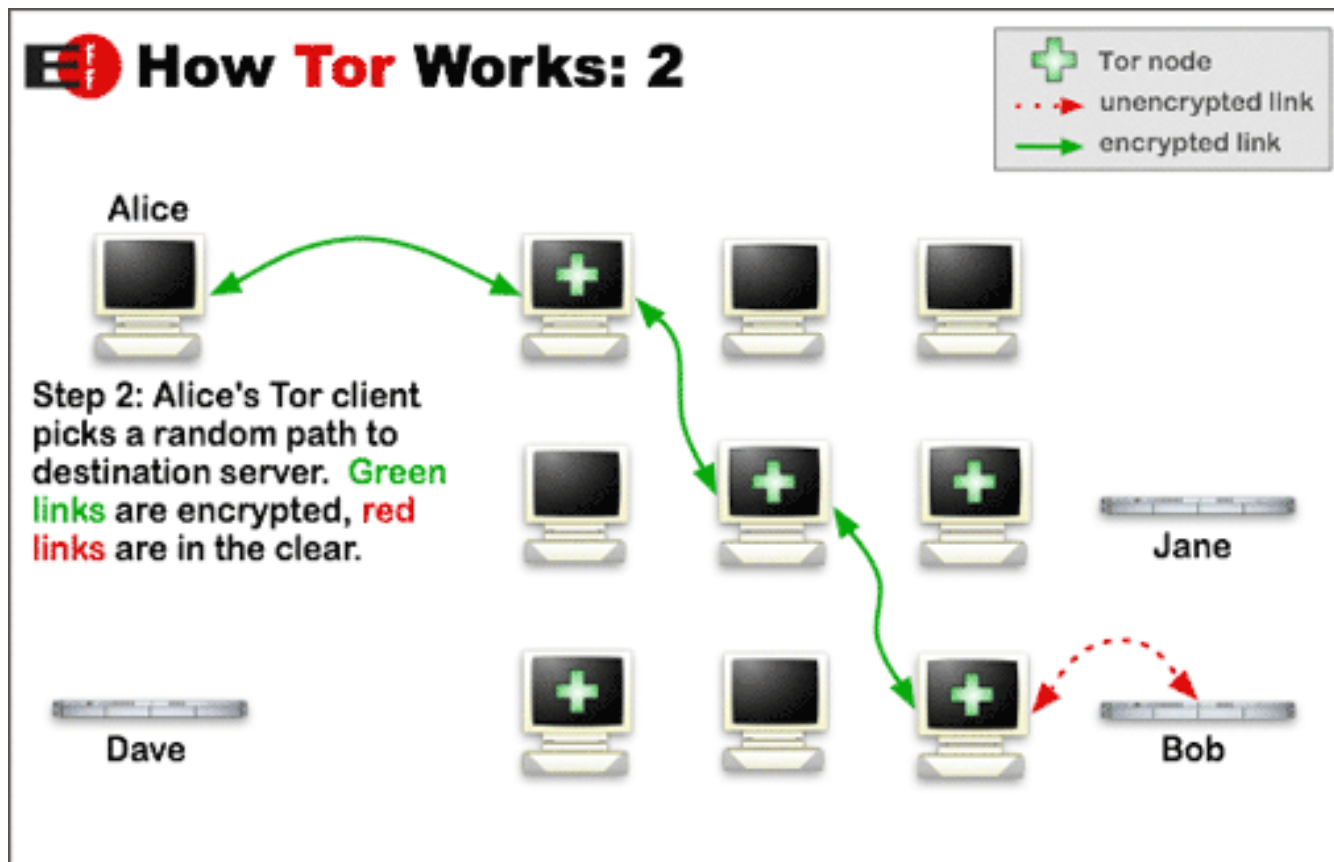 EFF How Tor Works: 2
Tor node
unencrypted link
encrypted link
Alice
Step 2: Alice's Tor client
picks a random path to
destination server. Green
links are encrypted, red
links are in the clear.
Jane
Dave
Bob